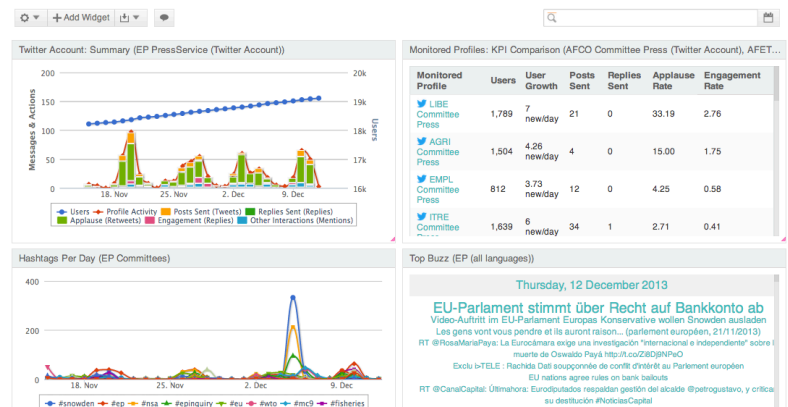 + Add Widget
Twitter Account: Summary (EP PressService (Twitter Account))
200
150
100
50
0
Messages & Actions
20k
19k
18k
17k
16k
Users
18. Nov
25. Nov
2. Dec
9. Dec
Users Profile Activity Posts Sent (Tweets) Replies Sent (Replies)
Applause (Retweets) Engagement (Replies) Other Interactions (Mentions)
Monitored Profiles: KPI Comparison (AFCO Committee Press (Twitter Account), AFET...
Monitored Profile Users User Growth Posts Sent Replies Sent Applause Rate Engagement Rate
LIBE Committee Press 1,789 7 new/day 21 0 33.19 2.76
AGRI Committee Press 1,504 4.26 new/day 4 0 15.00 1.75
EMPL Committee Press 812 3.73 new/day 12 0 4.25 0.58
ITRE Committee Press 1,639 6 new/day 34 1 2.71 0.41
Hashtags Per Day (EP Committees)
400
200
0
18. Nov
25. Nov
2. Dec
9. Dec
#snowden #ep #nsa #epinquiry #eu #wto #mc9 #fisheries
Top Buzz (EP (all languages))
Thursday, 12 December 2013
EU-Parlament stimmt über Recht auf Bankkonto ab
Video-Auftritt im EU-Parlament Europas Konservative wollen Snowden ausladen
Les gens vont vous pendre et ils auront raison... (parlement européen, 21/11/2013)
RT @RosaMariaPaya: La Eurocámara exige una investigación "internacional e independiente" sobre l
muerte de Oswaldo Payá http://t.co/Zl8Dj9NPeO
Exclu ⊳TELE : Rachida Dati soupçonnée de conflit d'intérêt au Parlement européen
EU nations agree rules on bank bailouts
RT @CanalCapital: Últimahora: Eurodiputados respaldan gestión del alcalde @petrogustavo, y critica
su destitución #NoticiasCapital